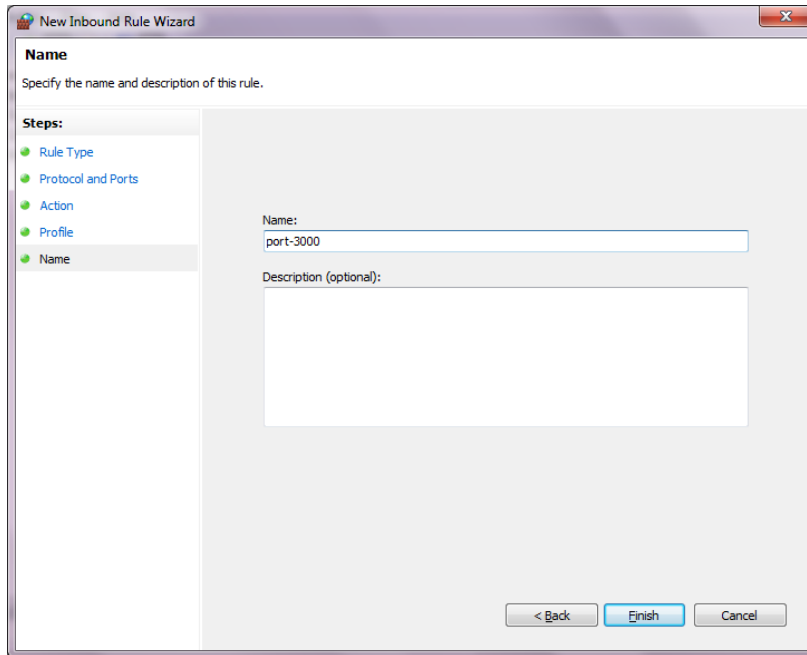 New Inbound Rule Wizard
Name
Specify the name and description of this rule.
Steps:
Rule Type
Protocol and Ports
Action
Profile
Name
Name:
port-3000
Description (optional):
< Back
Finish
Cancel